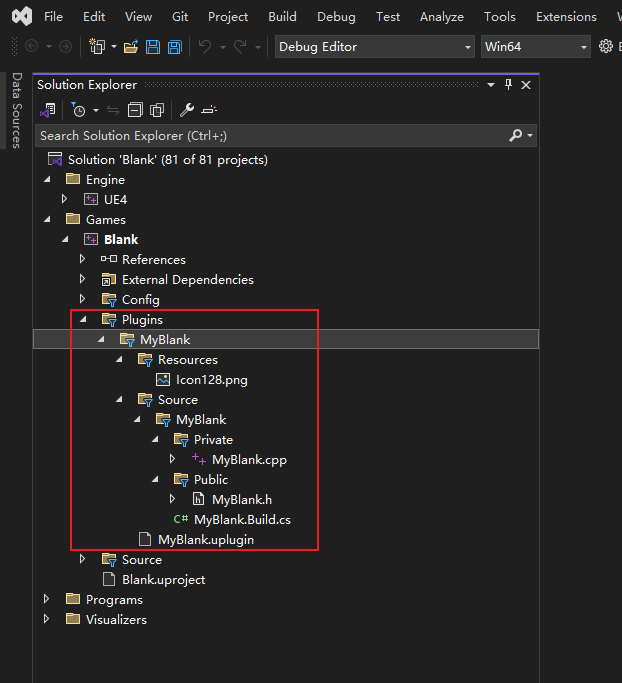 File Edit View Git Project Build Debug Test Analyze Tools Extensions
Debug Editor Win64
Data Sources
Solution Explorer
Search Solution Explorer (Ctrl+;)
Solution 'Blank' (81 of 81 projects)
Engine
UE4
Games
Blank
References
External Dependencies
Config
Plugins
MyBlank
Resources
Icon128.png
Source
MyBlank
Private
MyBlank.cpp
Public
MyBlank.h
C# MyBlank.Build.cs
MyBlank.uplugin
Source
Blank.uproject
Programs
Visualizers